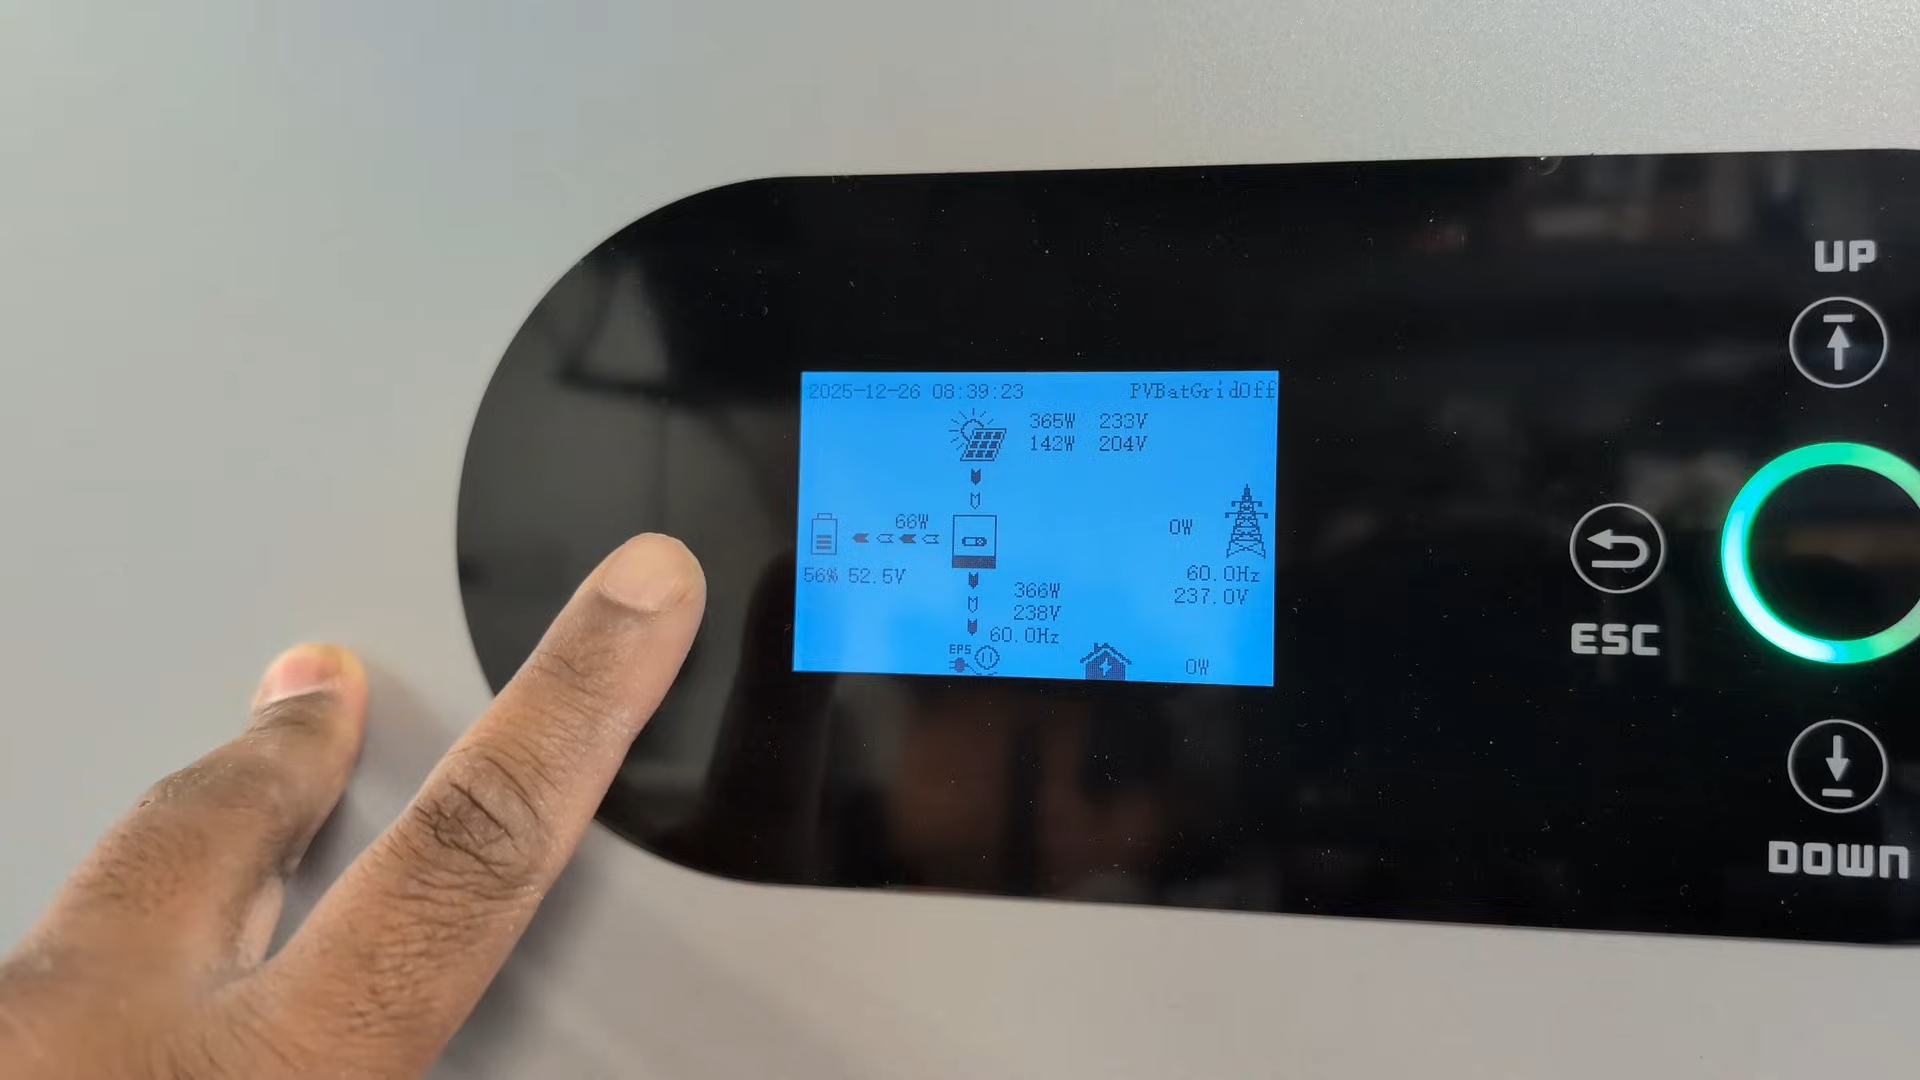 2025-12-26 08:39:23 PVBatGridOff
365W 233V
142W 204V
66W
0W
56% 52.5V
60.0Hz
237.0V
366W
238V
60.0Hz
EPS
0W
UP
ESC
DOWN